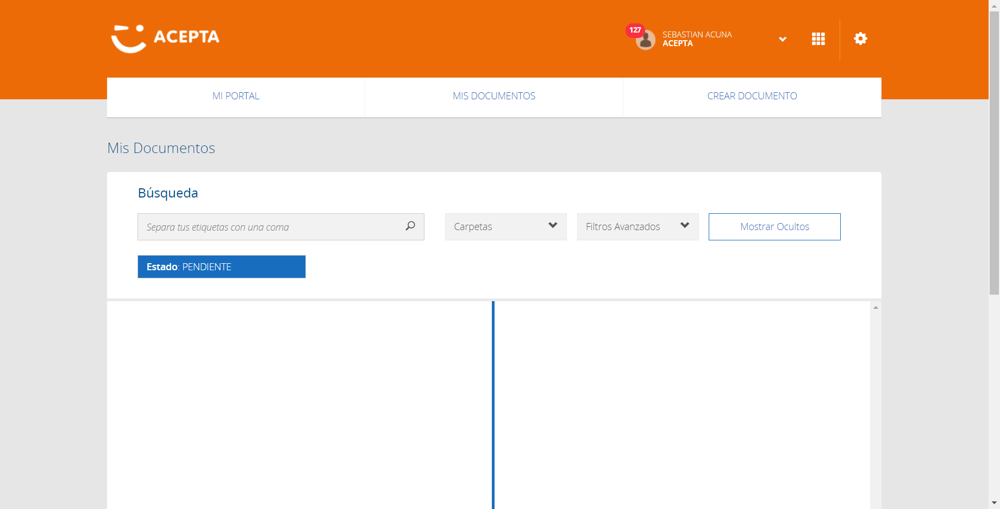 ACEPTA
127
SEBASTIAN ACUNA
ACEPTA
MI PORTAL
MIS DOCUMENTOS
CREAR DOCUMENTO
Mis Documentos
Búsqueda
Separa tus etiquetas con una coma
Carpetas
Filtros Avanzados
Mostrar Ocultos
Estado: PENDIENTE